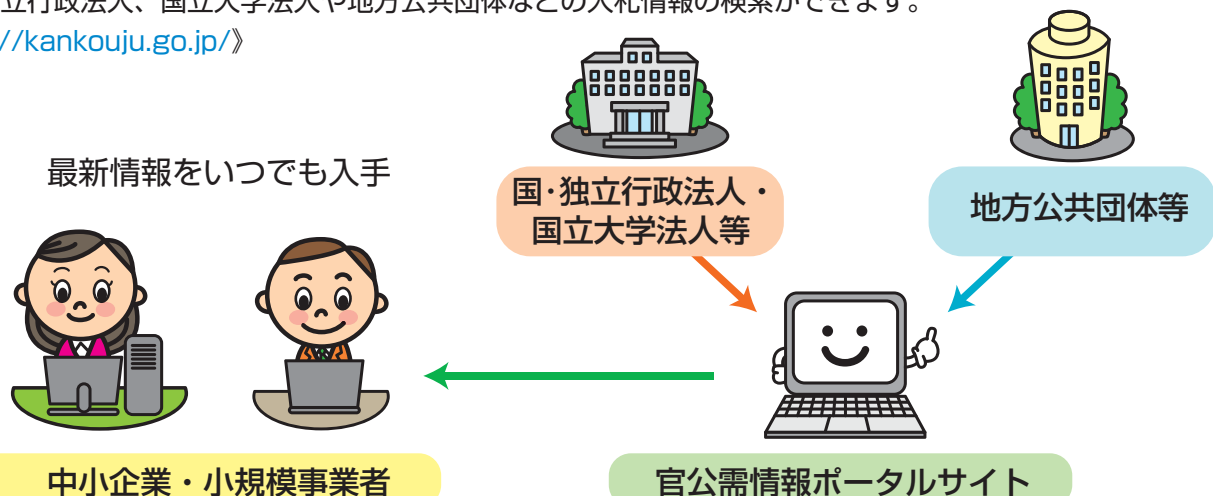 立行政法人、国立大学法人や地方公共団体などの入札情報の検索ができます。
//kankouju.go.jp/》
最新情報をいつでも入手
国・独立行政法人・
国立大学法人等
地方公共団体等
中小企業・小規模事業者
官公需情報ポータルサイト